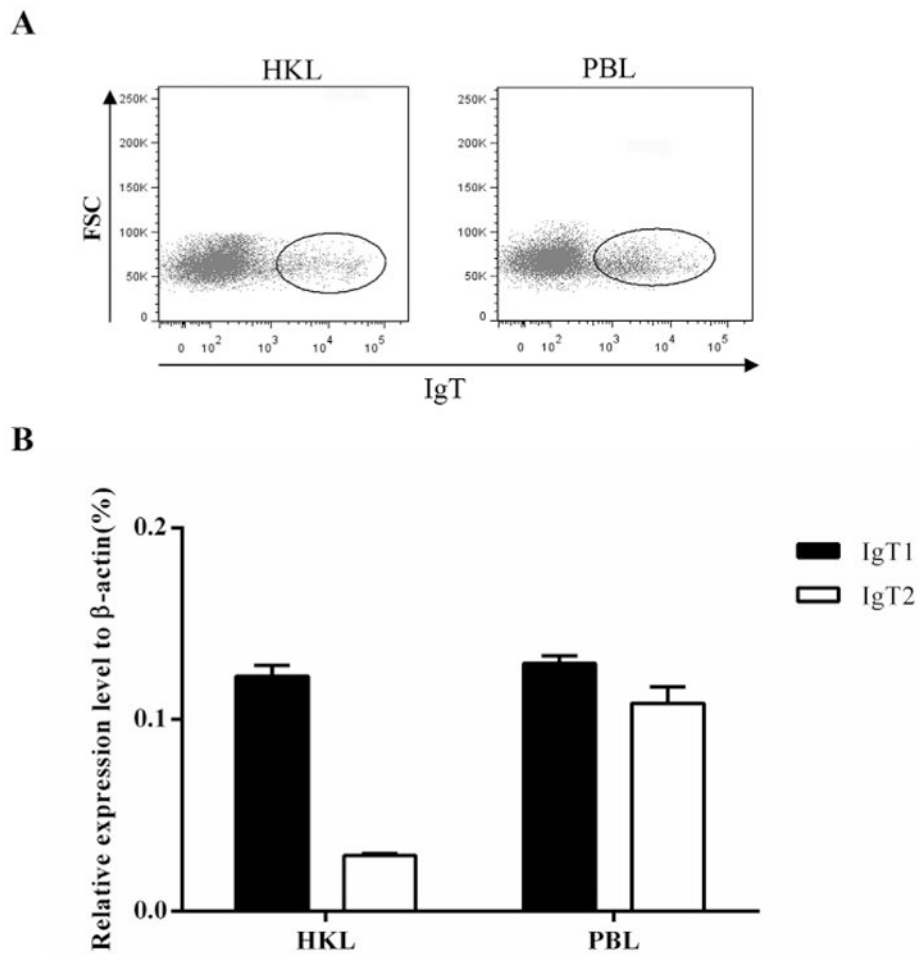 A
HKL
PBL
250K
200K
150K
100K
50K
0
0 10² 10³ 10⁴ 10⁵
250K
200K
150K
100K
50K
0
0 10² 10³ 10⁴ 10⁵
FSC
IgT
B
Relative expression level to β-actin(%)
0.2
0.1
0.0
HKL
PBL
IgT1
IgT2